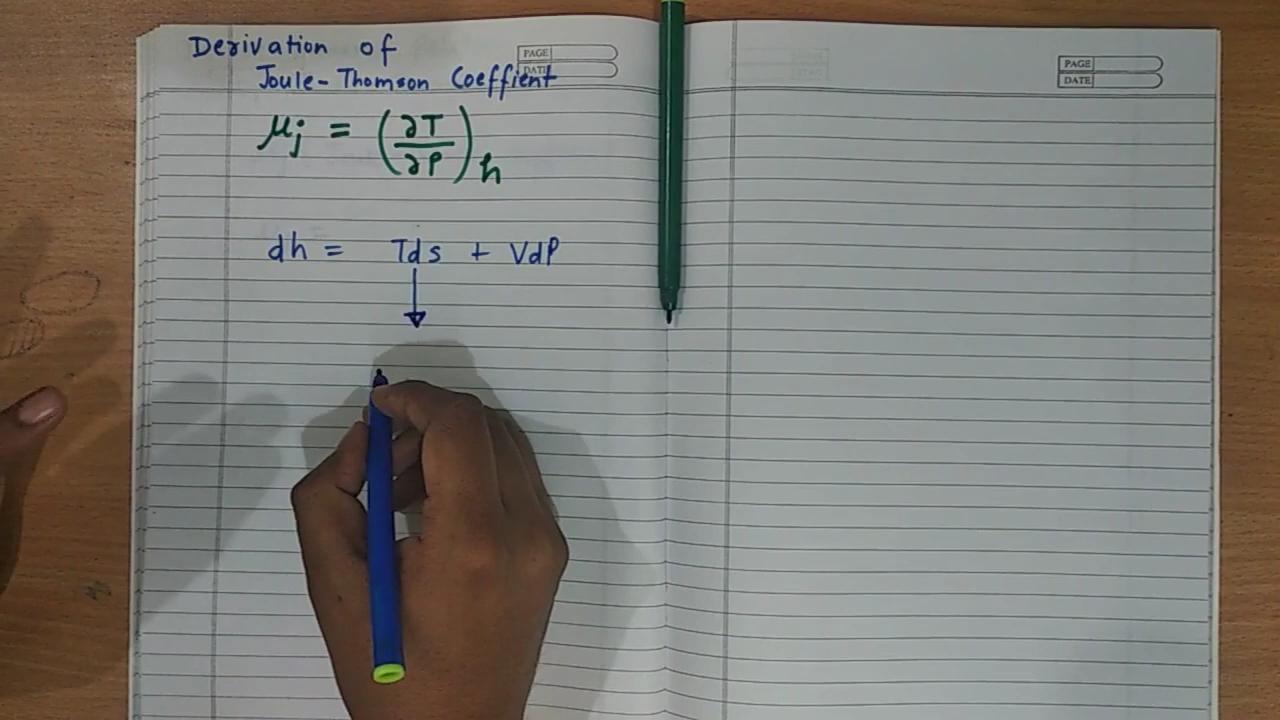 Derivation of
Joule-Thomson Coeffient
PAGE
DATE
μj = (∂T/∂P)h
dh = Tds + VdP
PAGE
DATE